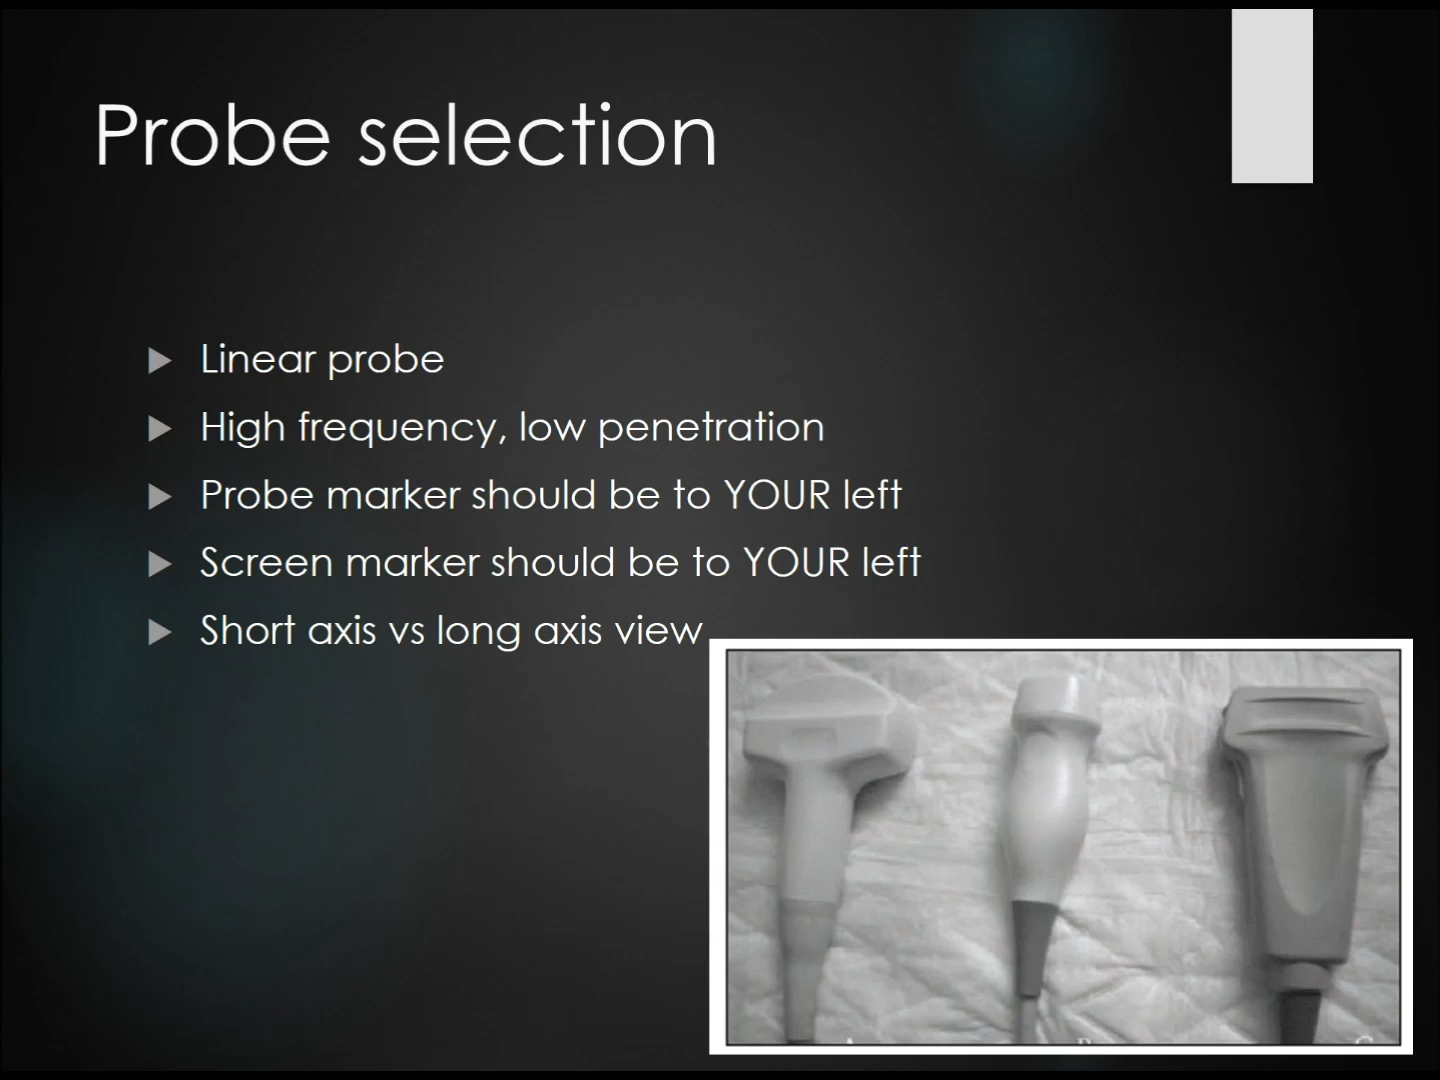 Probe selection
Linear probe
High frequency, low penetration
Probe marker should be to YOUR left
Screen marker should be to YOUR left
Short axis vs long axis view